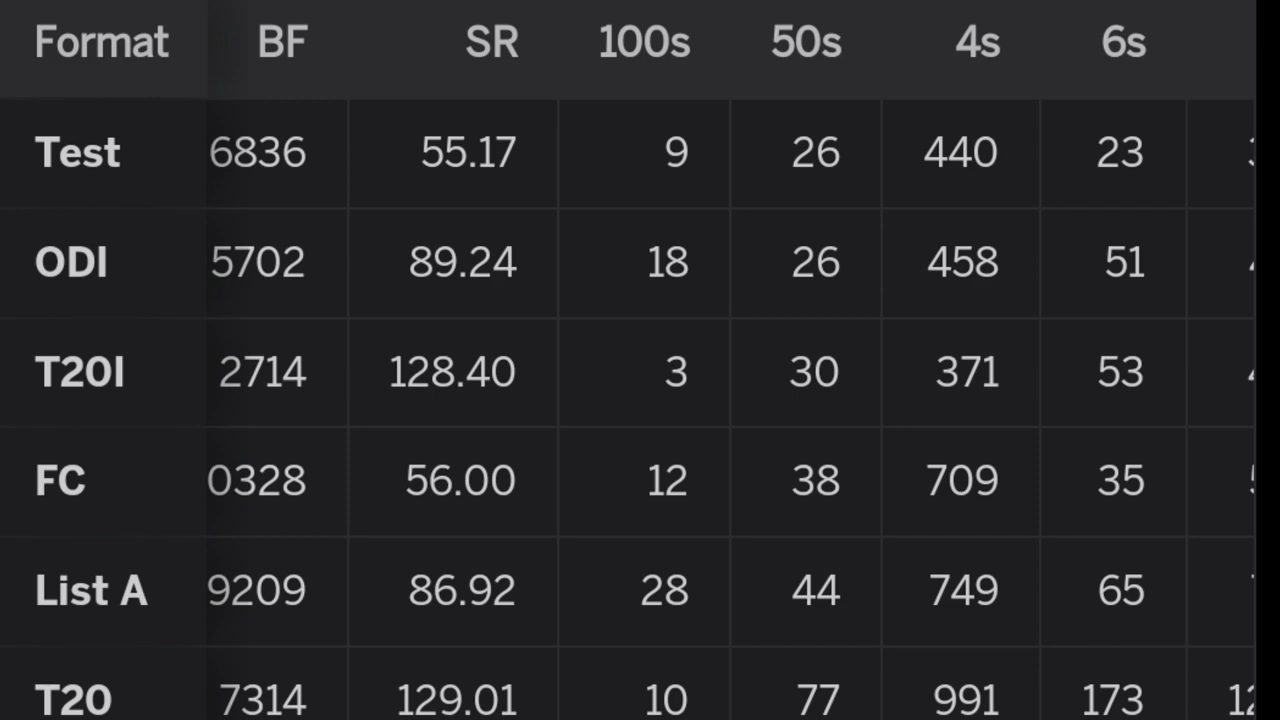 Format BF SR 100s 50s 4s 6s
Test 6836 55.17 9 26 440 23
ODI 5702 89.24 18 26 458 51
T20I 2714 128.40 3 30 371 53
FC 0328 56.00 12 38 709 35
List A 9209 86.92 28 44 749 65
T20 7314 129.01 10 77 991 173